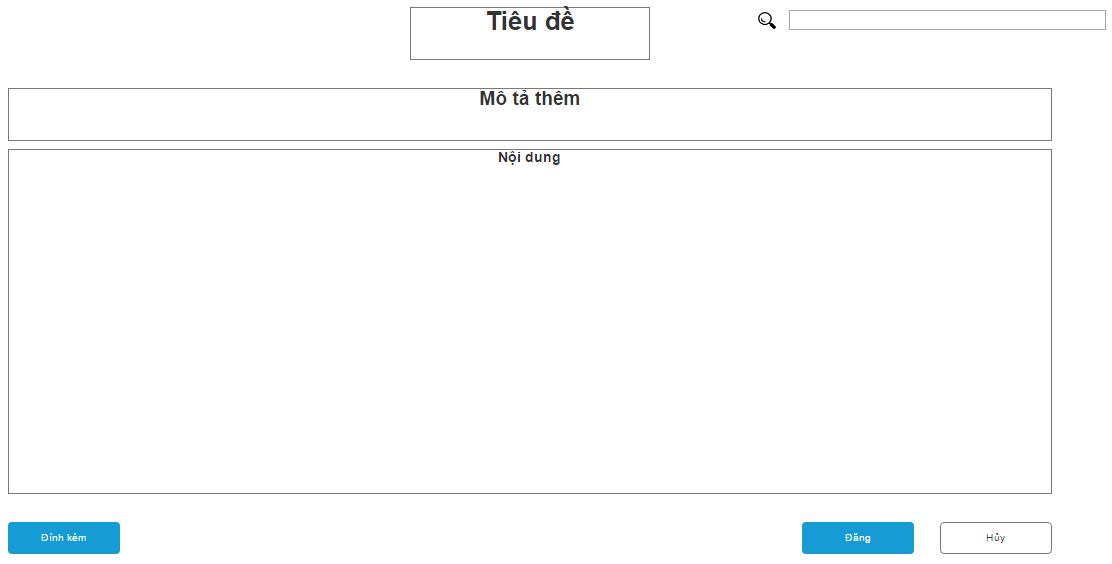 Tiêu đề
Mô tả thêm
Nội dung
Đính kèm
Đăng
Hủy